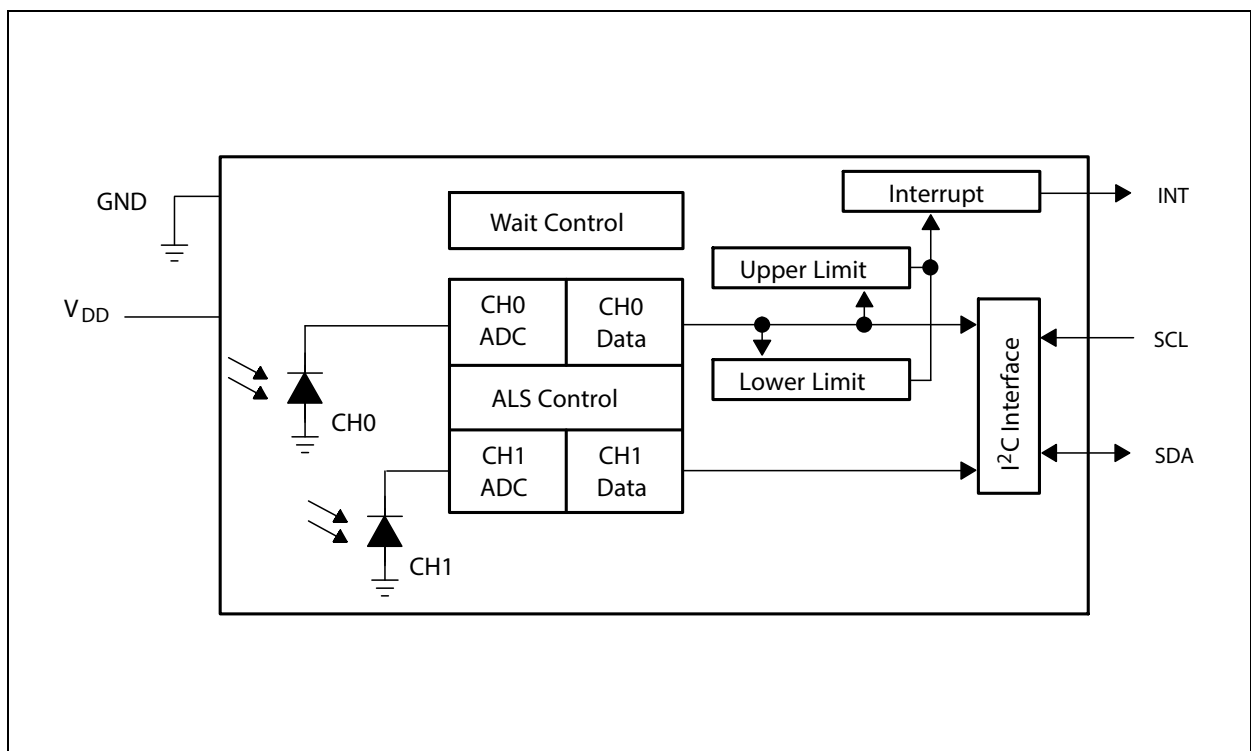 GND
V DD
Wait Control
CH0
ADC
CH0
Data
ALS Control
CH1
ADC
CH1
Data
CH0
CH1
Interrupt
Upper Limit
Lower Limit
I²C Interface
INT
SCL
SDA